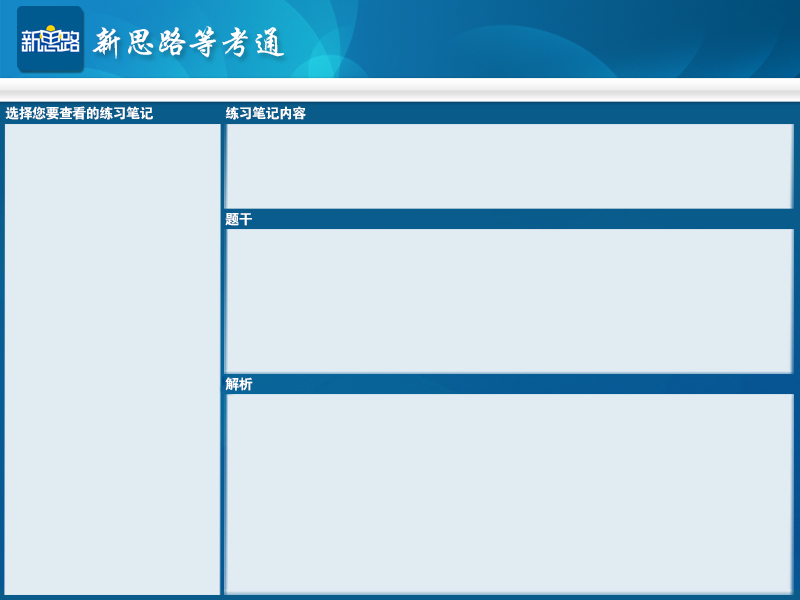 新思路
新思路等考通
选择您要查看的练习笔记
练习笔记内容
题干
解析